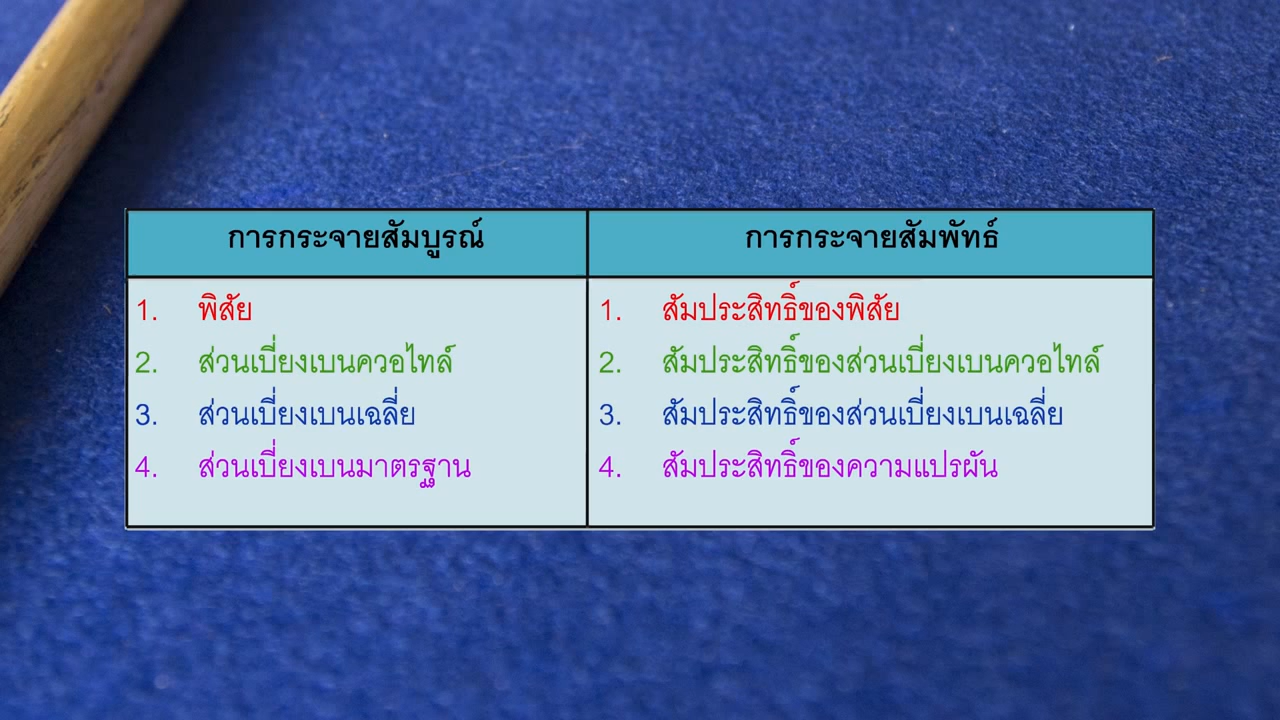 การกระจายสัมบูรณ์
การกระจายสัมพัทธ์
1. พิสัย
2. ส่วนเบี่ยงเบนควอไทล์
3. ส่วนเบี่ยงเบนเฉลี่ย
4. ส่วนเบี่ยงเบนมาตรฐาน
1. สัมประสิทธิ์ของพิสัย
2. สัมประสิทธิ์ของส่วนเบี่ยงเบนควอไทล์
3. สัมประสิทธิ์ของส่วนเบี่ยงเบนเฉลี่ย
4. สัมประสิทธิ์ของความแปรผัน